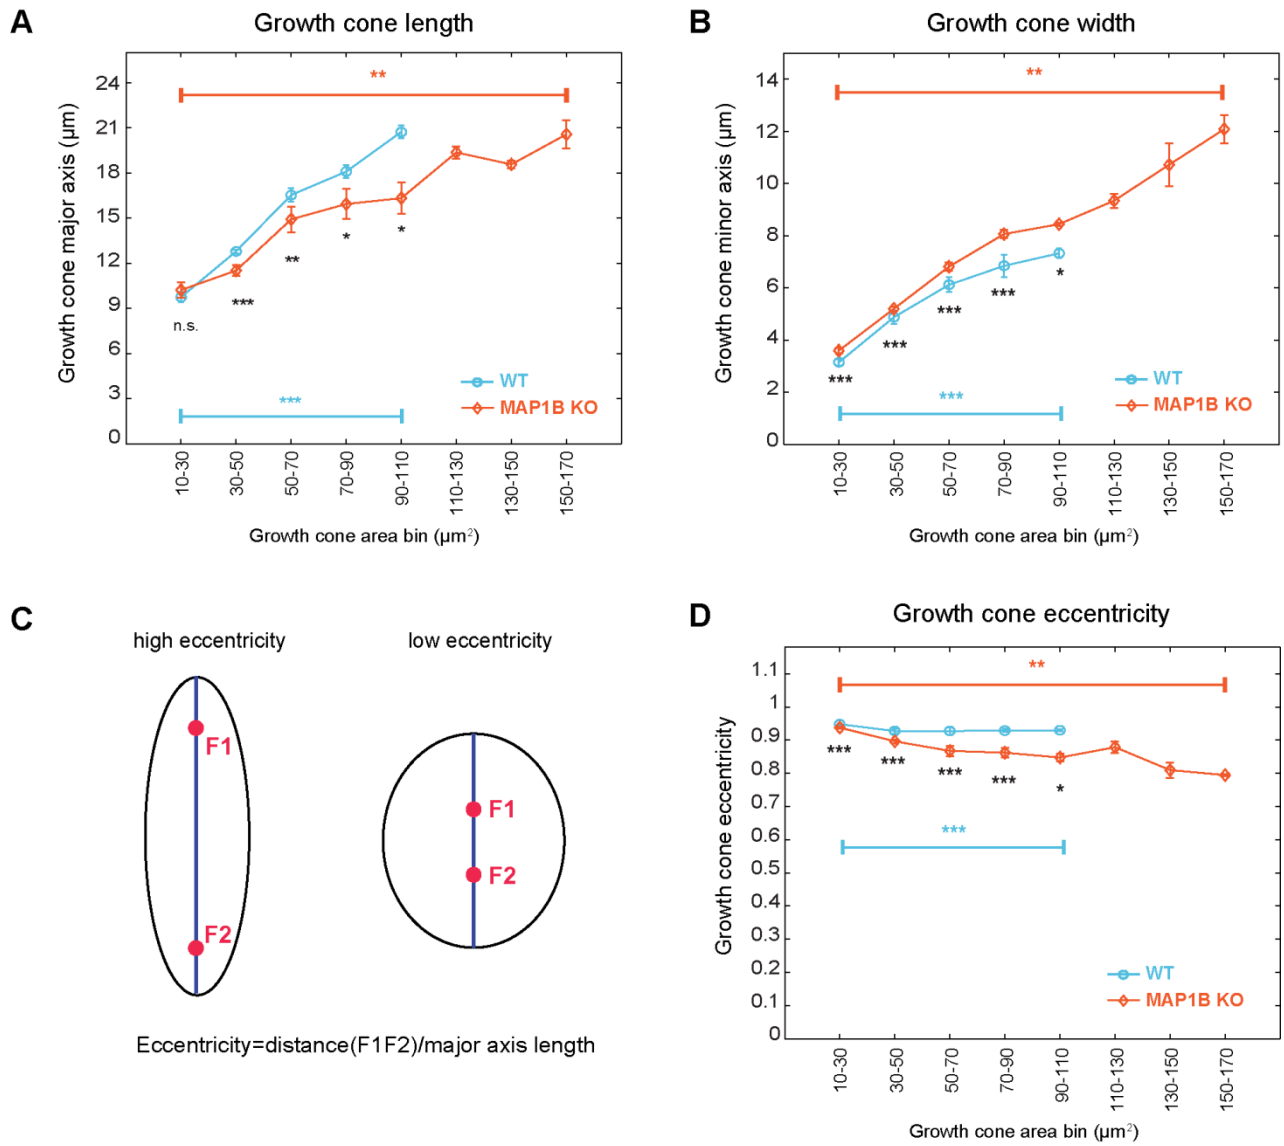 A
Growth cone length
Growth cone major axis (µm)
24
21
18
15
12
9
6
3
0
**
n.s.
***
**
*
*
***
WT
MAP1B KO
10-30
30-50
50-70
70-90
90-110
110-130
130-150
150-170
Growth cone area bin (µm²)
B
Growth cone width
Growth cone minor axis (µm)
14
12
10
8
6
4
2
0
**
***
***
***
***
*
***
WT
MAP1B KO
10-30
30-50
50-70
70-90
90-110
110-130
130-150
150-170
Growth cone area bin (µm²)
C
high eccentricity
low eccentricity
F1
F2
F1
F2
Eccentricity=distance(F1F2)/major axis length
D
Growth cone eccentricity
Growth cone eccentricity
1.1
1
0.9
0.8
0.7
0.6
0.5
0.4
0.3
0.2
0.1
0
**
***
***
***
***
*
***
WT
MAP1B KO
10-30
30-50
50-70
70-90
90-110
110-130
130-150
150-170
Growth cone area bin (µm²)